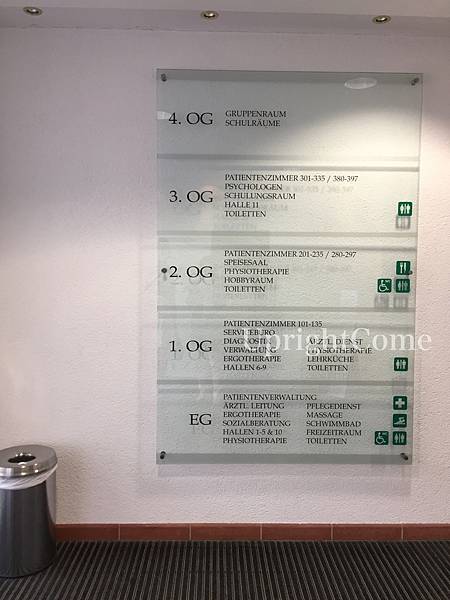 4. OG
GRUPPENRAUM
SCHULRÄUME
3. OG
PATIENTENZIMMER 301-335 / 380-397
PSYCHOLOGEN
SCHULUNGSRAUM
HALLE 11
TOILETTEN
2. OG
PATIENTENZIMMER 201-235 / 280-297
SPEISESAAL
PHYSIOTHERAPIE
HOBBYRAUM
TOILETTEN
1. OG
PATIENTENZIMMER 101-135
SERVICEBÜRO
DIAGNOSTIK ÄRZTL. DIENST
VERWALTUNG PHYSIOTHERAPIE
ERGOTHERAPIE LEHRKÜCHE
HALLEN 6-9 TOILETTEN
UprightCome
EG
PATIENTENVERWALTUNG
ÄRZTL. LEITUNG PFLEGEDIENST
ERGOTHERAPIE MASSAGE
SOZIALBERATUNG SCHWIMMBAD
HALLEN 1-5 & 10 FREIZEITRAUM
PHYSIOTHERAPIE TOILETTEN